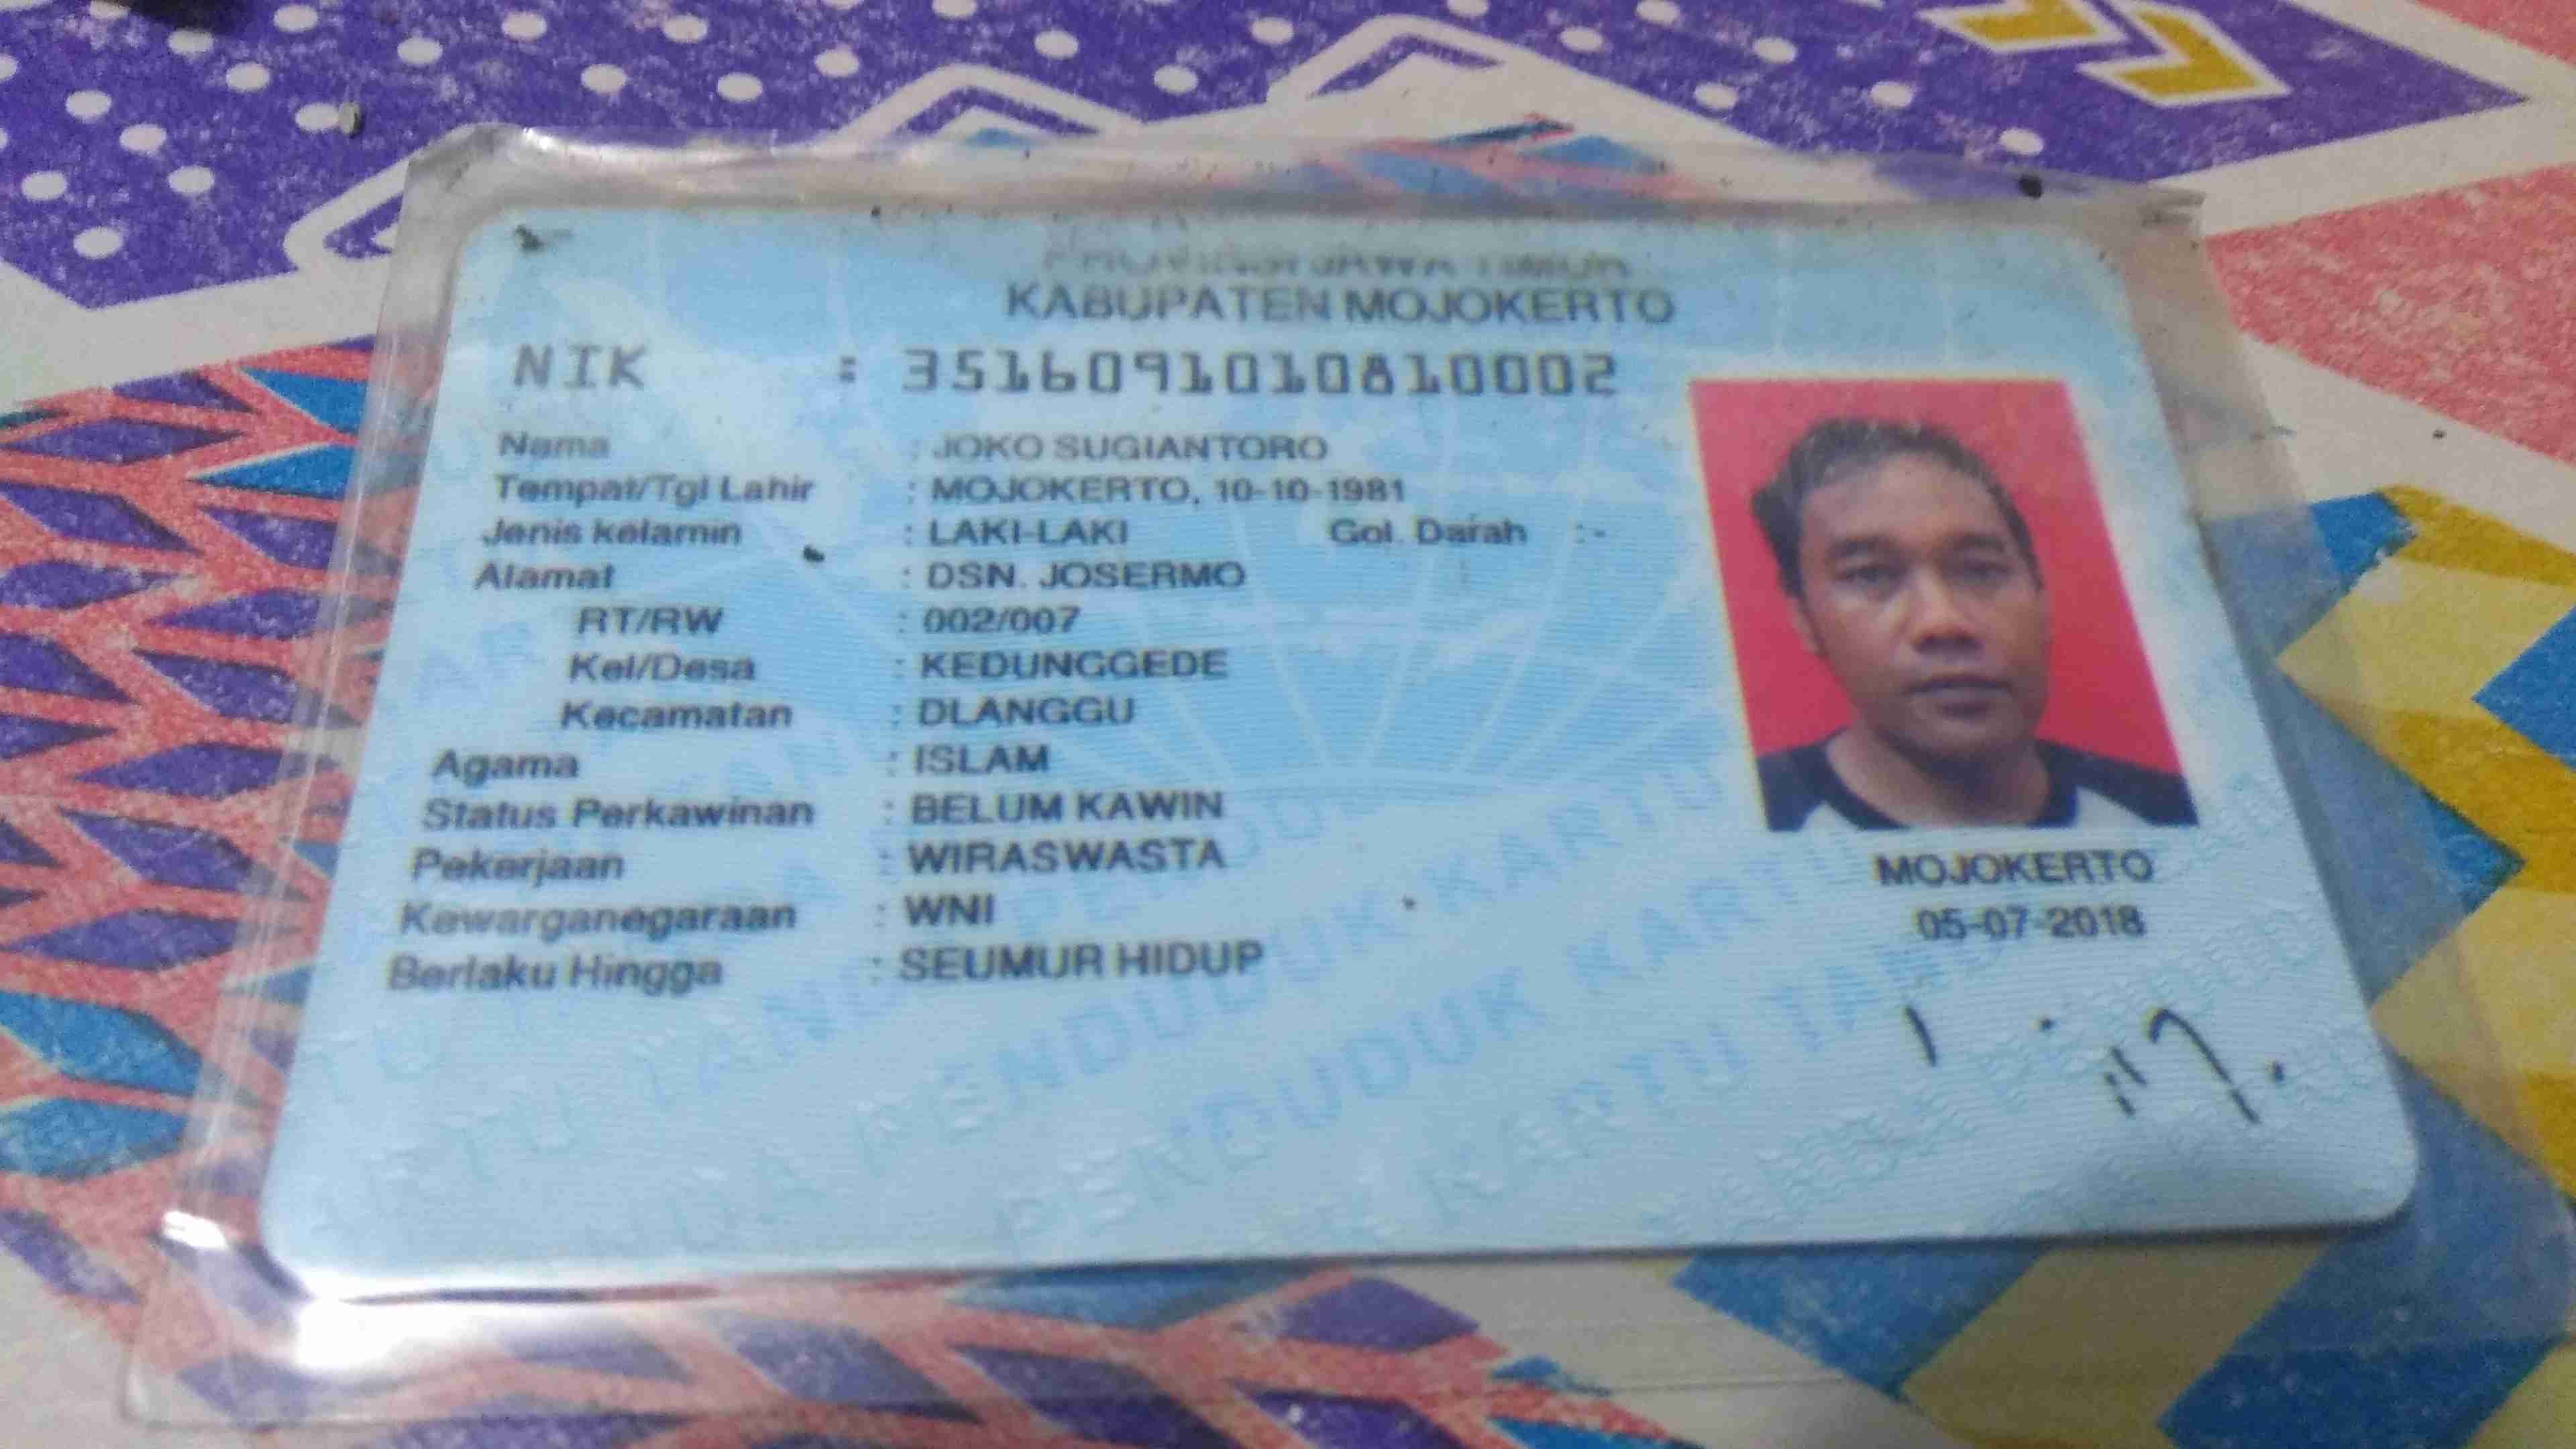 PROVINSI JAWA TIMUR
KABUPATEN MOJOKERTO
NIK : 3516091010810002
Nama : JOKO SUGIANTORO
Tempat/Tgl Lahir : MOJOKERTO, 10-10-1981
Jenis kelamin : LAKI-LAKI Gol. Darah : -
Alamat : DSN. JOSERMO
RT/RW : 002/007
Kel/Desa : KEDUNGGEDE
Kecamatan : DLANGGU
Agama : ISLAM
Status Perkawinan : BELUM KAWIN
Pekerjaan : WIRASWASTA
Kewarganegaraan : WNI
Berlaku Hingga : SEUMUR HIDUP
MOJOKERTO
05-07-2018